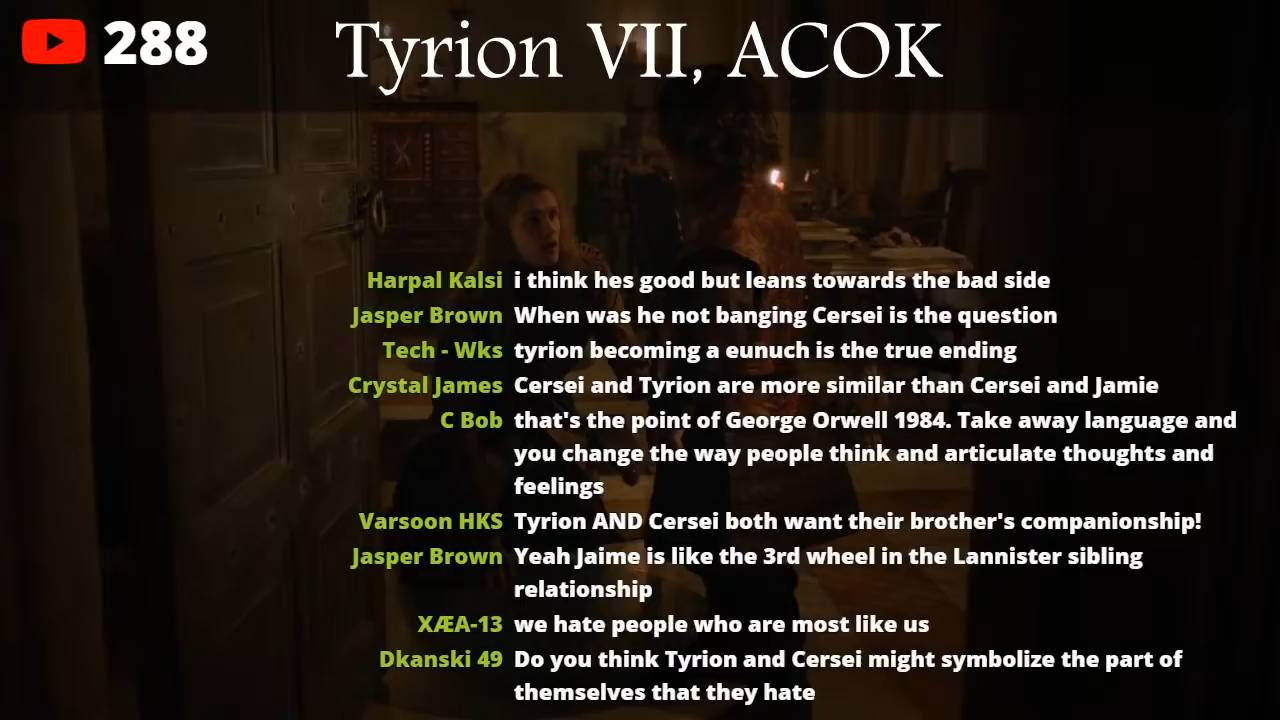 288
Tyrion VII, ACOK
Harpal Kalsi i think hes good but leans towards the bad side
Jasper Brown When was he not banging Cersei is the question
Tech - Wks tyrion becoming a eunuch is the true ending
Crystal James Cersei and Tyrion are more similar than Cersei and Jamie
C Bob that's the point of George Orwell 1984. Take away language and
you change the way people think and articulate thoughts and
feelings
Varsoon HKS Tyrion AND Cersei both want their brother's companionship!
Jasper Brown Yeah Jaime is like the 3rd wheel in the Lannister sibling
relationship
XÆA-13 we hate people who are most like us
Dkanski 49 Do you think Tyrion and Cersei might symbolize the part of
themselves that they hate